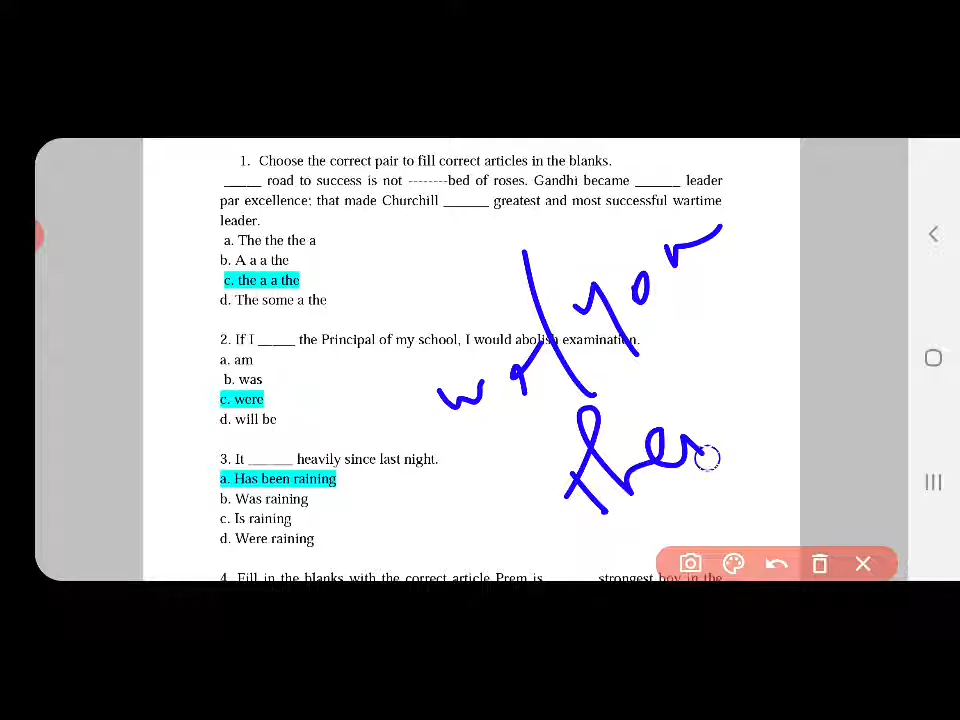 1. Choose the correct pair to fill correct articles in the blanks.
_____ road to success is not --------bed of roses. Gandhi became ______ leader
par excellence; that made Churchill ______ greatest and most successful wartime
leader.
a. The the the a
b. A a a the
c. the a a the
d. The some a the
2. If I _____ the Principal of my school, I would abolish examination.
a. am
b. was
c. were
d. will be
3. It ______ heavily since last night.
a. Has been raining
b. Was raining
c. Is raining
d. Were raining
4. Fill in the blanks with the correct article Prem is ______ strongest boy in the